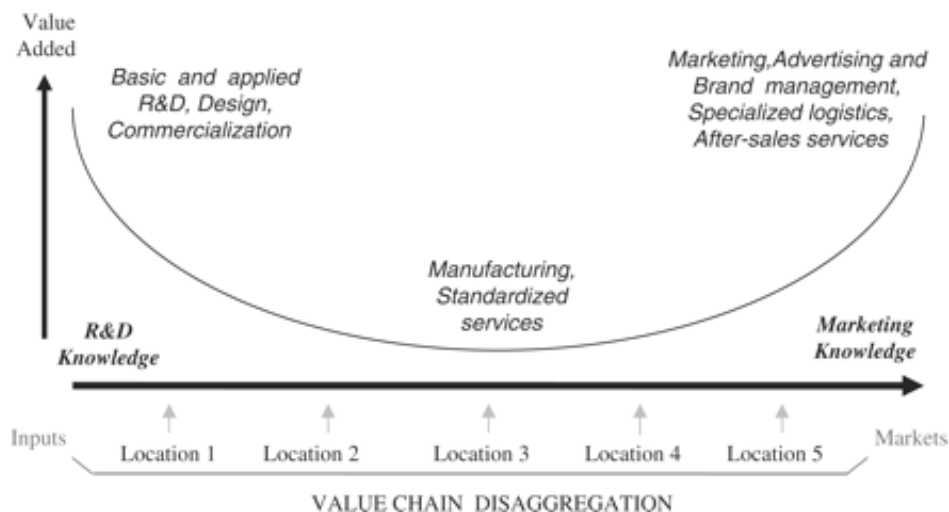 Value
Added
Basic and applied
R&D, Design,
Commercialization
Marketing,Advertising and
Brand management,
Specialized logistics,
After-sales services
Manufacturing,
Standardized
services
R&D
Knowledge
Marketing
Knowledge
Inputs
Location 1
Location 2
Location 3
Location 4
Location 5
Markets
VALUE CHAIN DISAGGREGATION